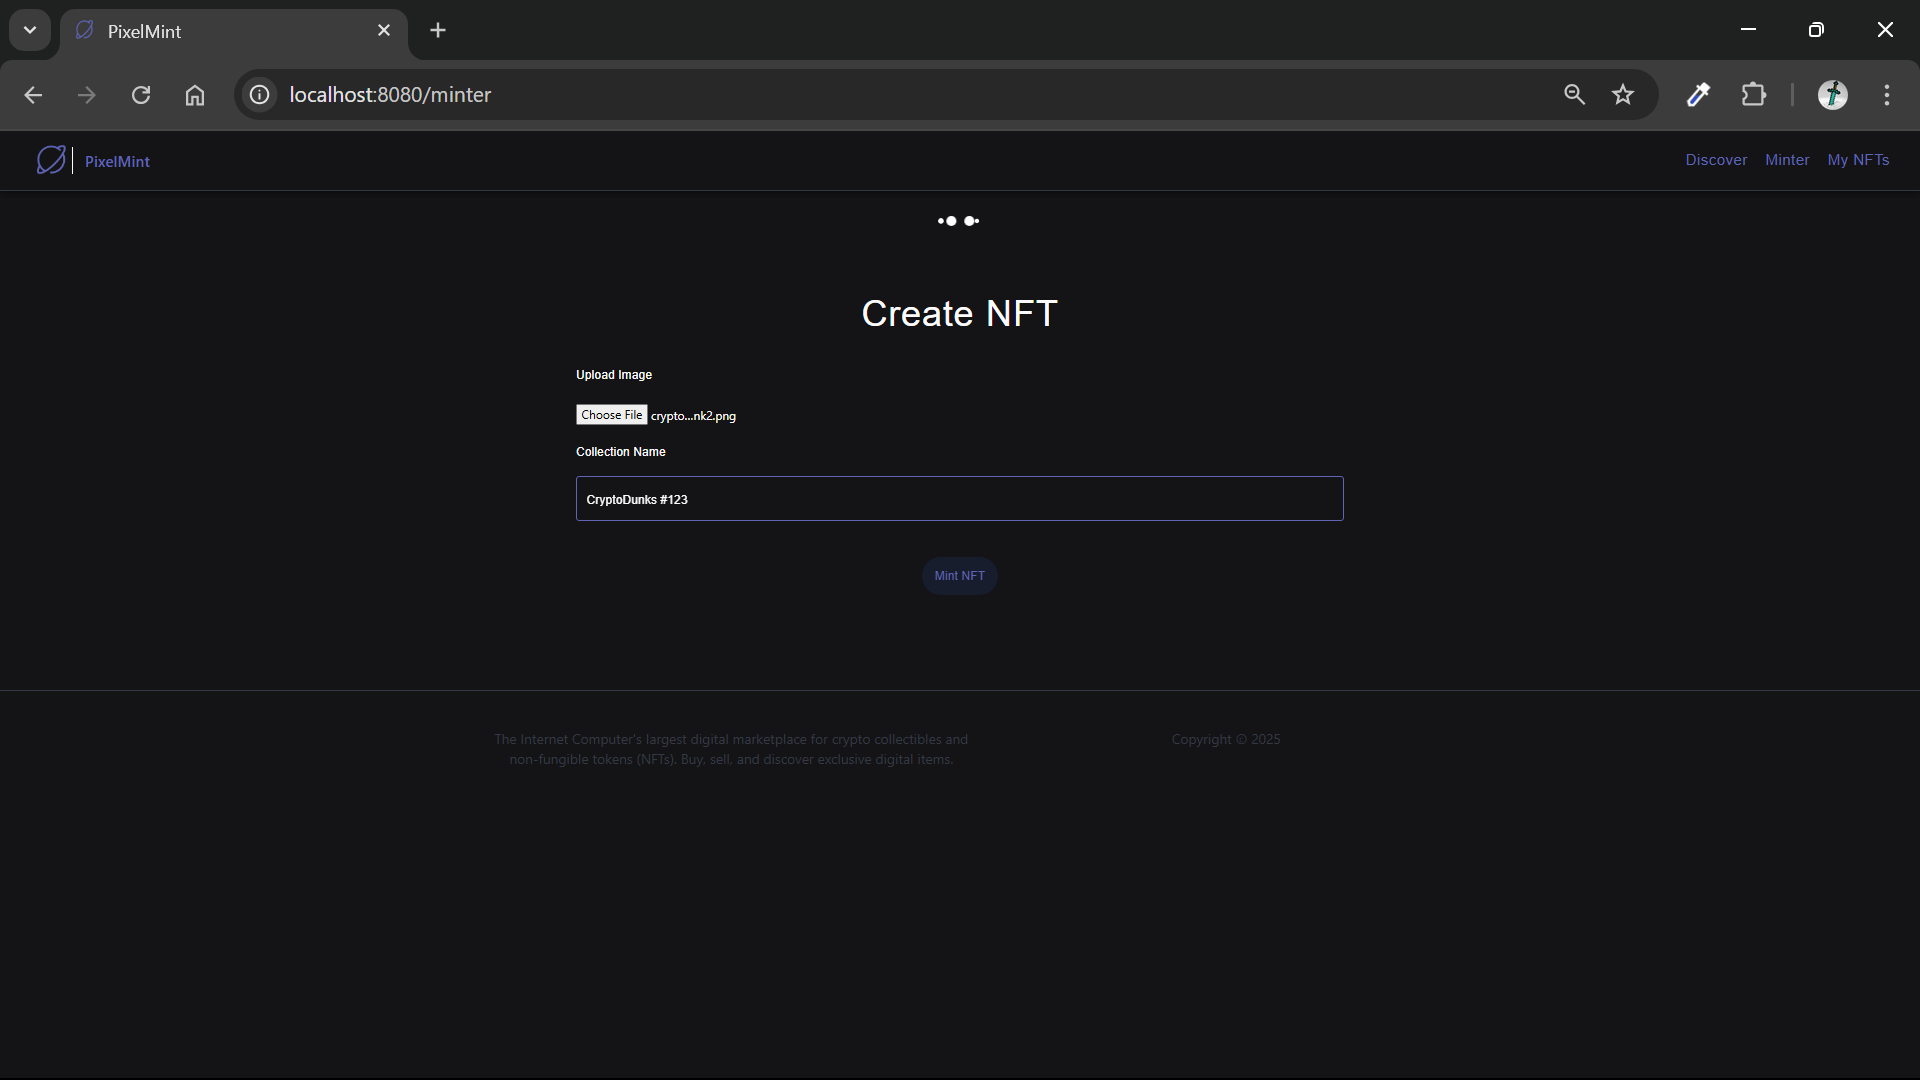 PixelMint
localhost:8080/minter
PixelMint
Discover Minter My NFTs
Create NFT
Upload Image
Choose File crypto...nk2.png
Collection Name
CryptoDunks #123
Mint NFT
The Internet Computer's largest digital marketplace for crypto collectibles and
non-fungible tokens (NFTs). Buy, sell, and discover exclusive digital items.
Copyright © 2025